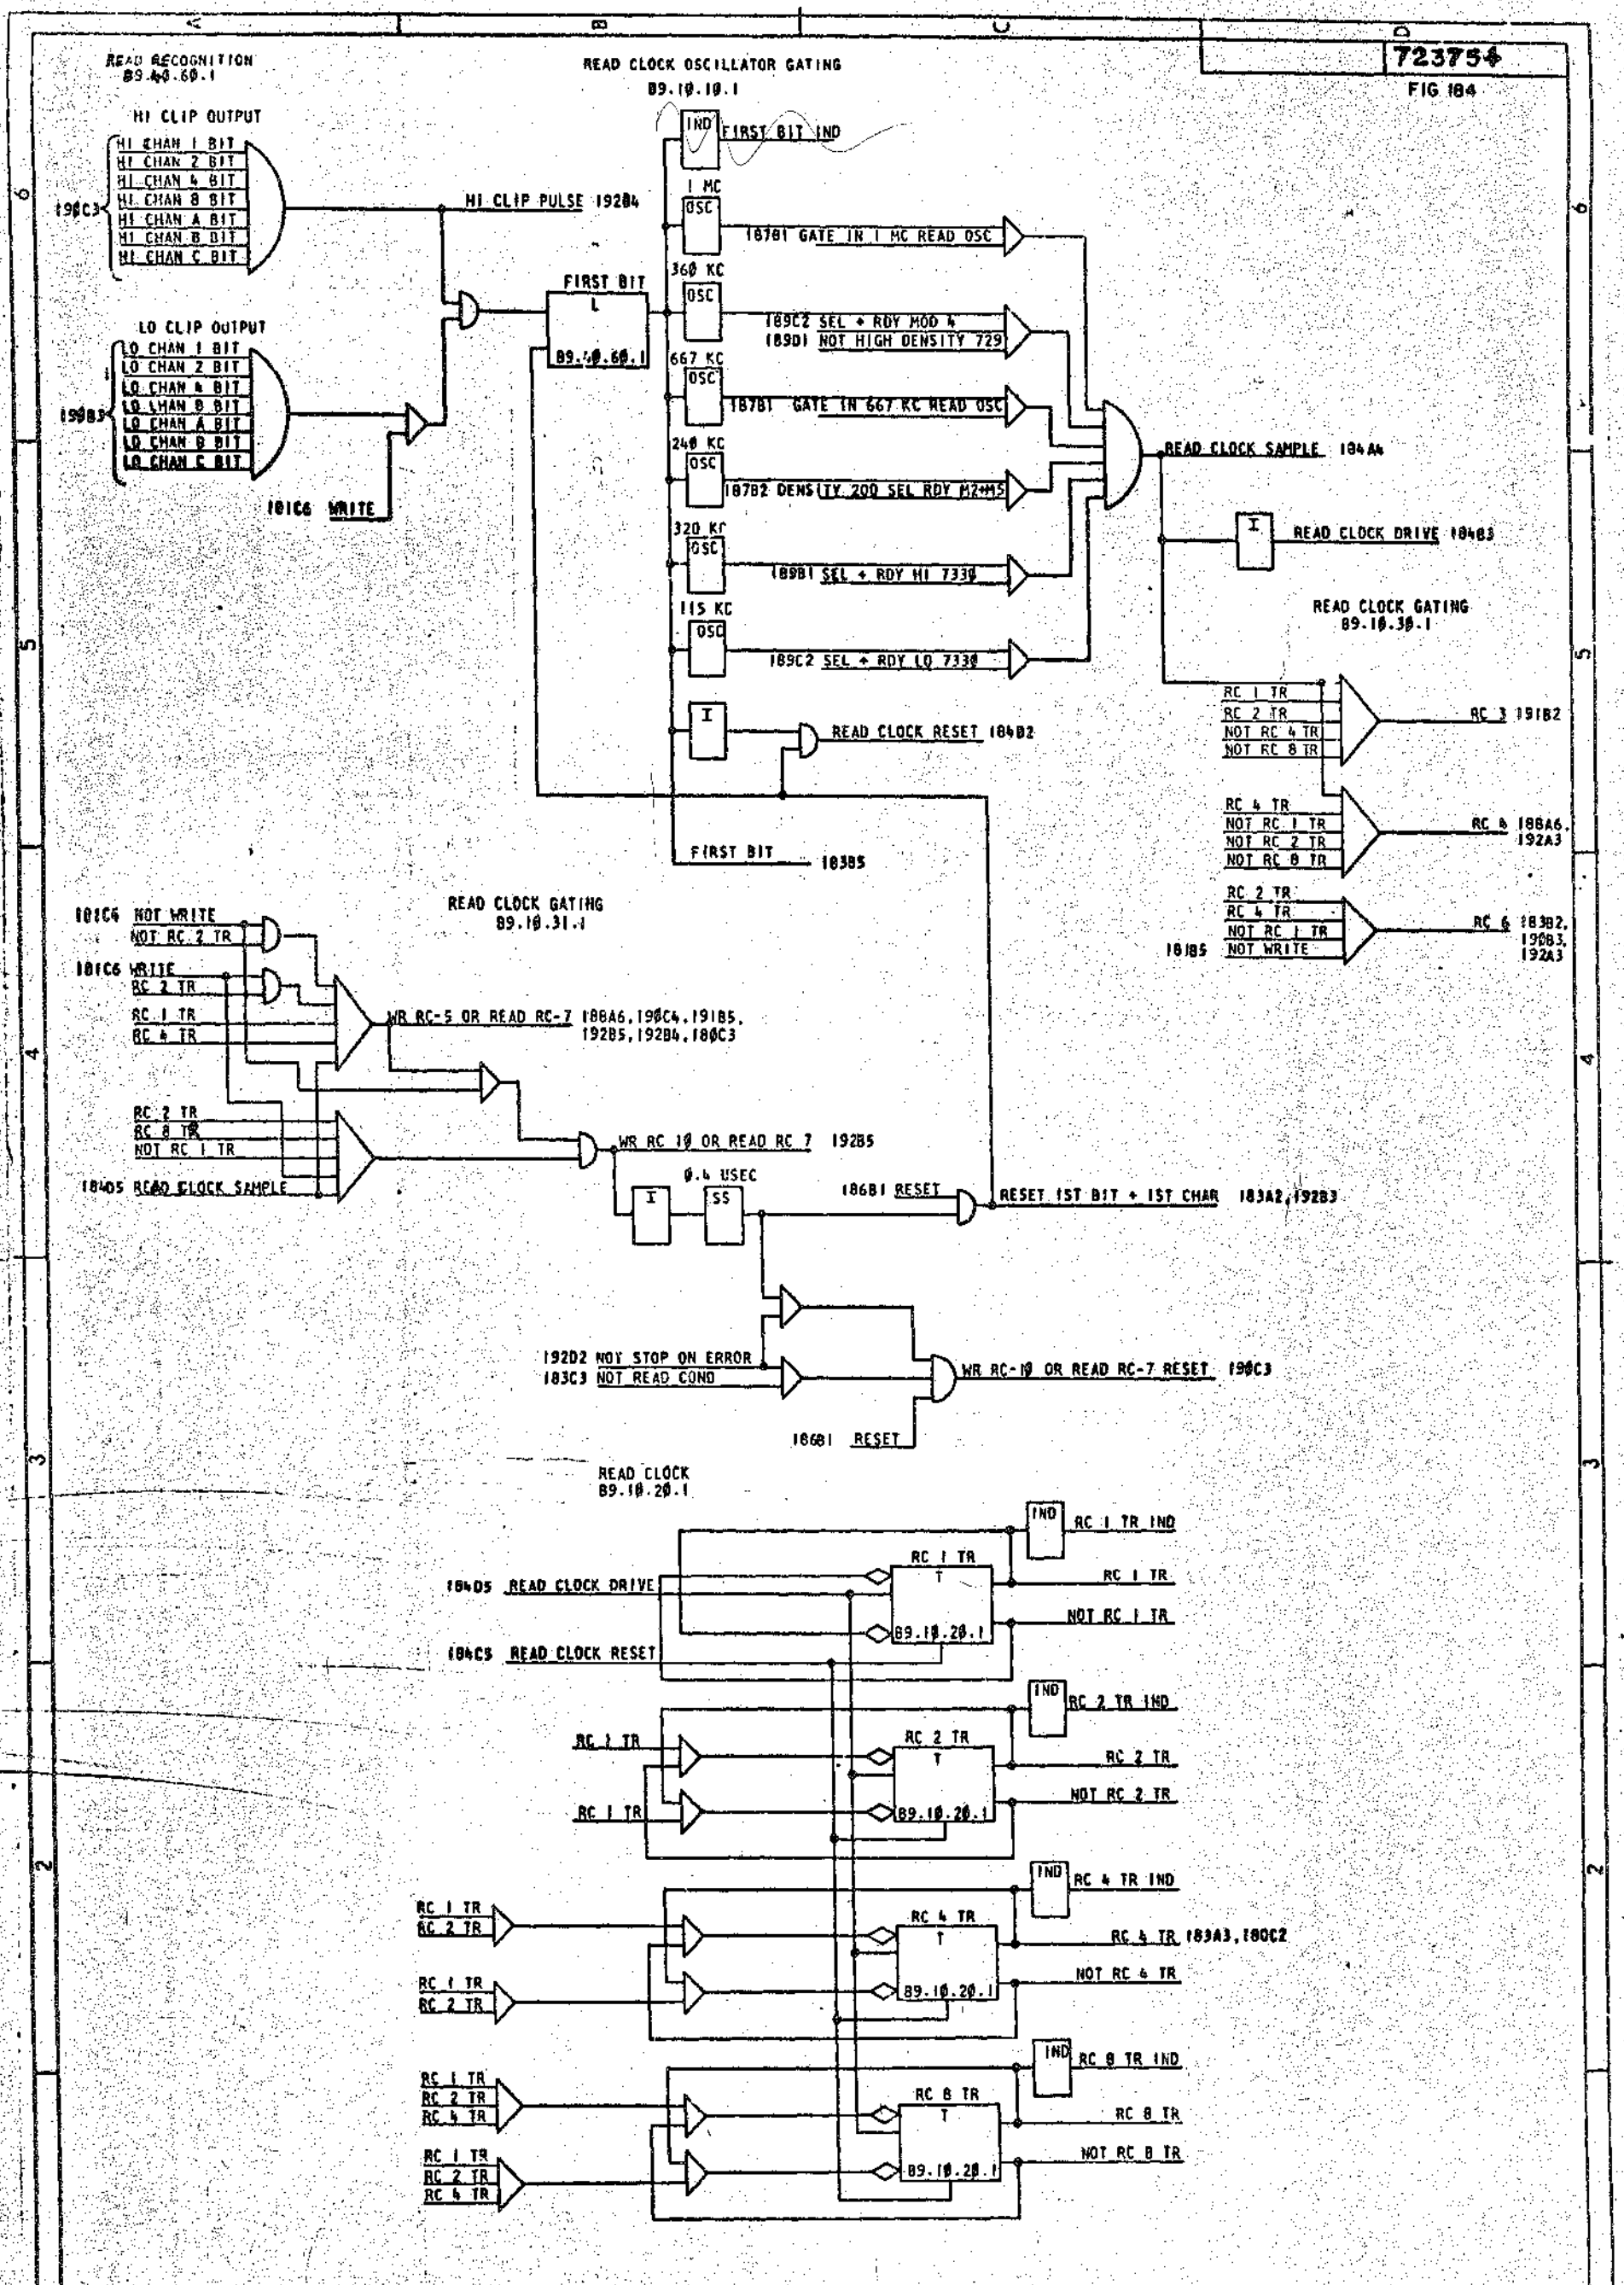 A
B
C
D
723754
FIG 184
READ RECOGNITION
89.40.60.1
HI CLIP OUTPUT
HI CHAN 1 BIT
HI CHAN 2 BIT
HI CHAN 4 BIT
HI CHAN 8 BIT
HI CHAN A BIT
HI CHAN B BIT
HI CHAN C BIT
190C3
HI CLIP PULSE 192B4
LO CLIP OUTPUT
LO CHAN 1 BIT
LO CHAN 2 BIT
LO CHAN 4 BIT
LO CHAN 8 BIT
LO CHAN A BIT
LO CHAN B BIT
LO CHAN C BIT
190B3
181C6 WRITE
FIRST BIT
L
89.40.60.1
READ CLOCK OSCILLATOR GATING
89.10.10.1
IND FIRST BIT IND
1 MC
OSC
187B1 GATE IN 1 MC READ OSC
360 KC
OSC
189C2 SEL + RDY MOD 4
189D1 NOT HIGH DENSITY 729
667 KC
OSC
187B1 GATE IN 667 KC READ OSC
240 KC
OSC
187B2 DENSITY 200 SEL RDY M2+M5
320 KC
OSC
189B1 SEL + RDY HI 7330
115 KC
OSC
189C2 SEL + RDY LO 7330
I
READ CLOCK RESET 184D2
FIRST BIT 183B5
READ CLOCK SAMPLE 184A4
I READ CLOCK DRIVE 184B3
READ CLOCK GATING
89.10.30.1
RC 1 TR
RC 2 TR
NOT RC 4 TR
NOT RC 8 TR
RC 3 191B2
RC 4 TR
NOT RC 1 TR
NOT RC 2 TR
NOT RC 8 TR
RC 4 188A6,
192A3
RC 2 TR
RC 4 TR
NOT RC 1 TR
181B5 NOT WRITE
RC 6 183B2,
190B3,
192A3
READ CLOCK GATING
89.10.31.1
181C6 NOT WRITE
NOT RC 2 TR
181C6 WRITE
RC 2 TR
RC 1 TR
RC 4 TR
WR RC-5 OR READ RC-7 188A6,190C4,191B5,
192B5,192B4,180C3
RC 2 TR
RC 8 TR
NOT RC 1 TR
184D5 READ CLOCK SAMPLE
WR RC 10 OR READ RC 7 192B5
I
0.4 USEC
SS
186B1 RESET
RESET 1ST BIT + 1ST CHAR 183A2,192B3
192D2 NOT STOP ON ERROR
183C3 NOT READ COND
186B1 RESET
WR RC-10 OR READ RC-7 RESET 190C3
READ CLOCK
89.10.20.1
184D5 READ CLOCK DRIVE
184C5 READ CLOCK RESET
RC 1 TR
T
89.10.20.1
IND RC 1 TR IND
RC 1 TR
NOT RC 1 TR
RC 1 TR
RC 1 TR
RC 2 TR
T
89.10.20.1
IND RC 2 TR IND
RC 2 TR
NOT RC 2 TR
RC 1 TR
RC 2 TR
RC 1 TR
RC 2 TR
RC 4 TR
T
89.10.20.1
IND RC 4 TR IND
RC 4 TR 183A3,180C2
NOT RC 4 TR
RC 1 TR
RC 2 TR
RC 4 TR
RC 1 TR
RC 2 TR
RC 4 TR
RC 8 TR
T
89.10.20.1
IND RC 8 TR IND
RC 8 TR
NOT RC 8 TR
6
5
4
3
2
6
5
4
3
2